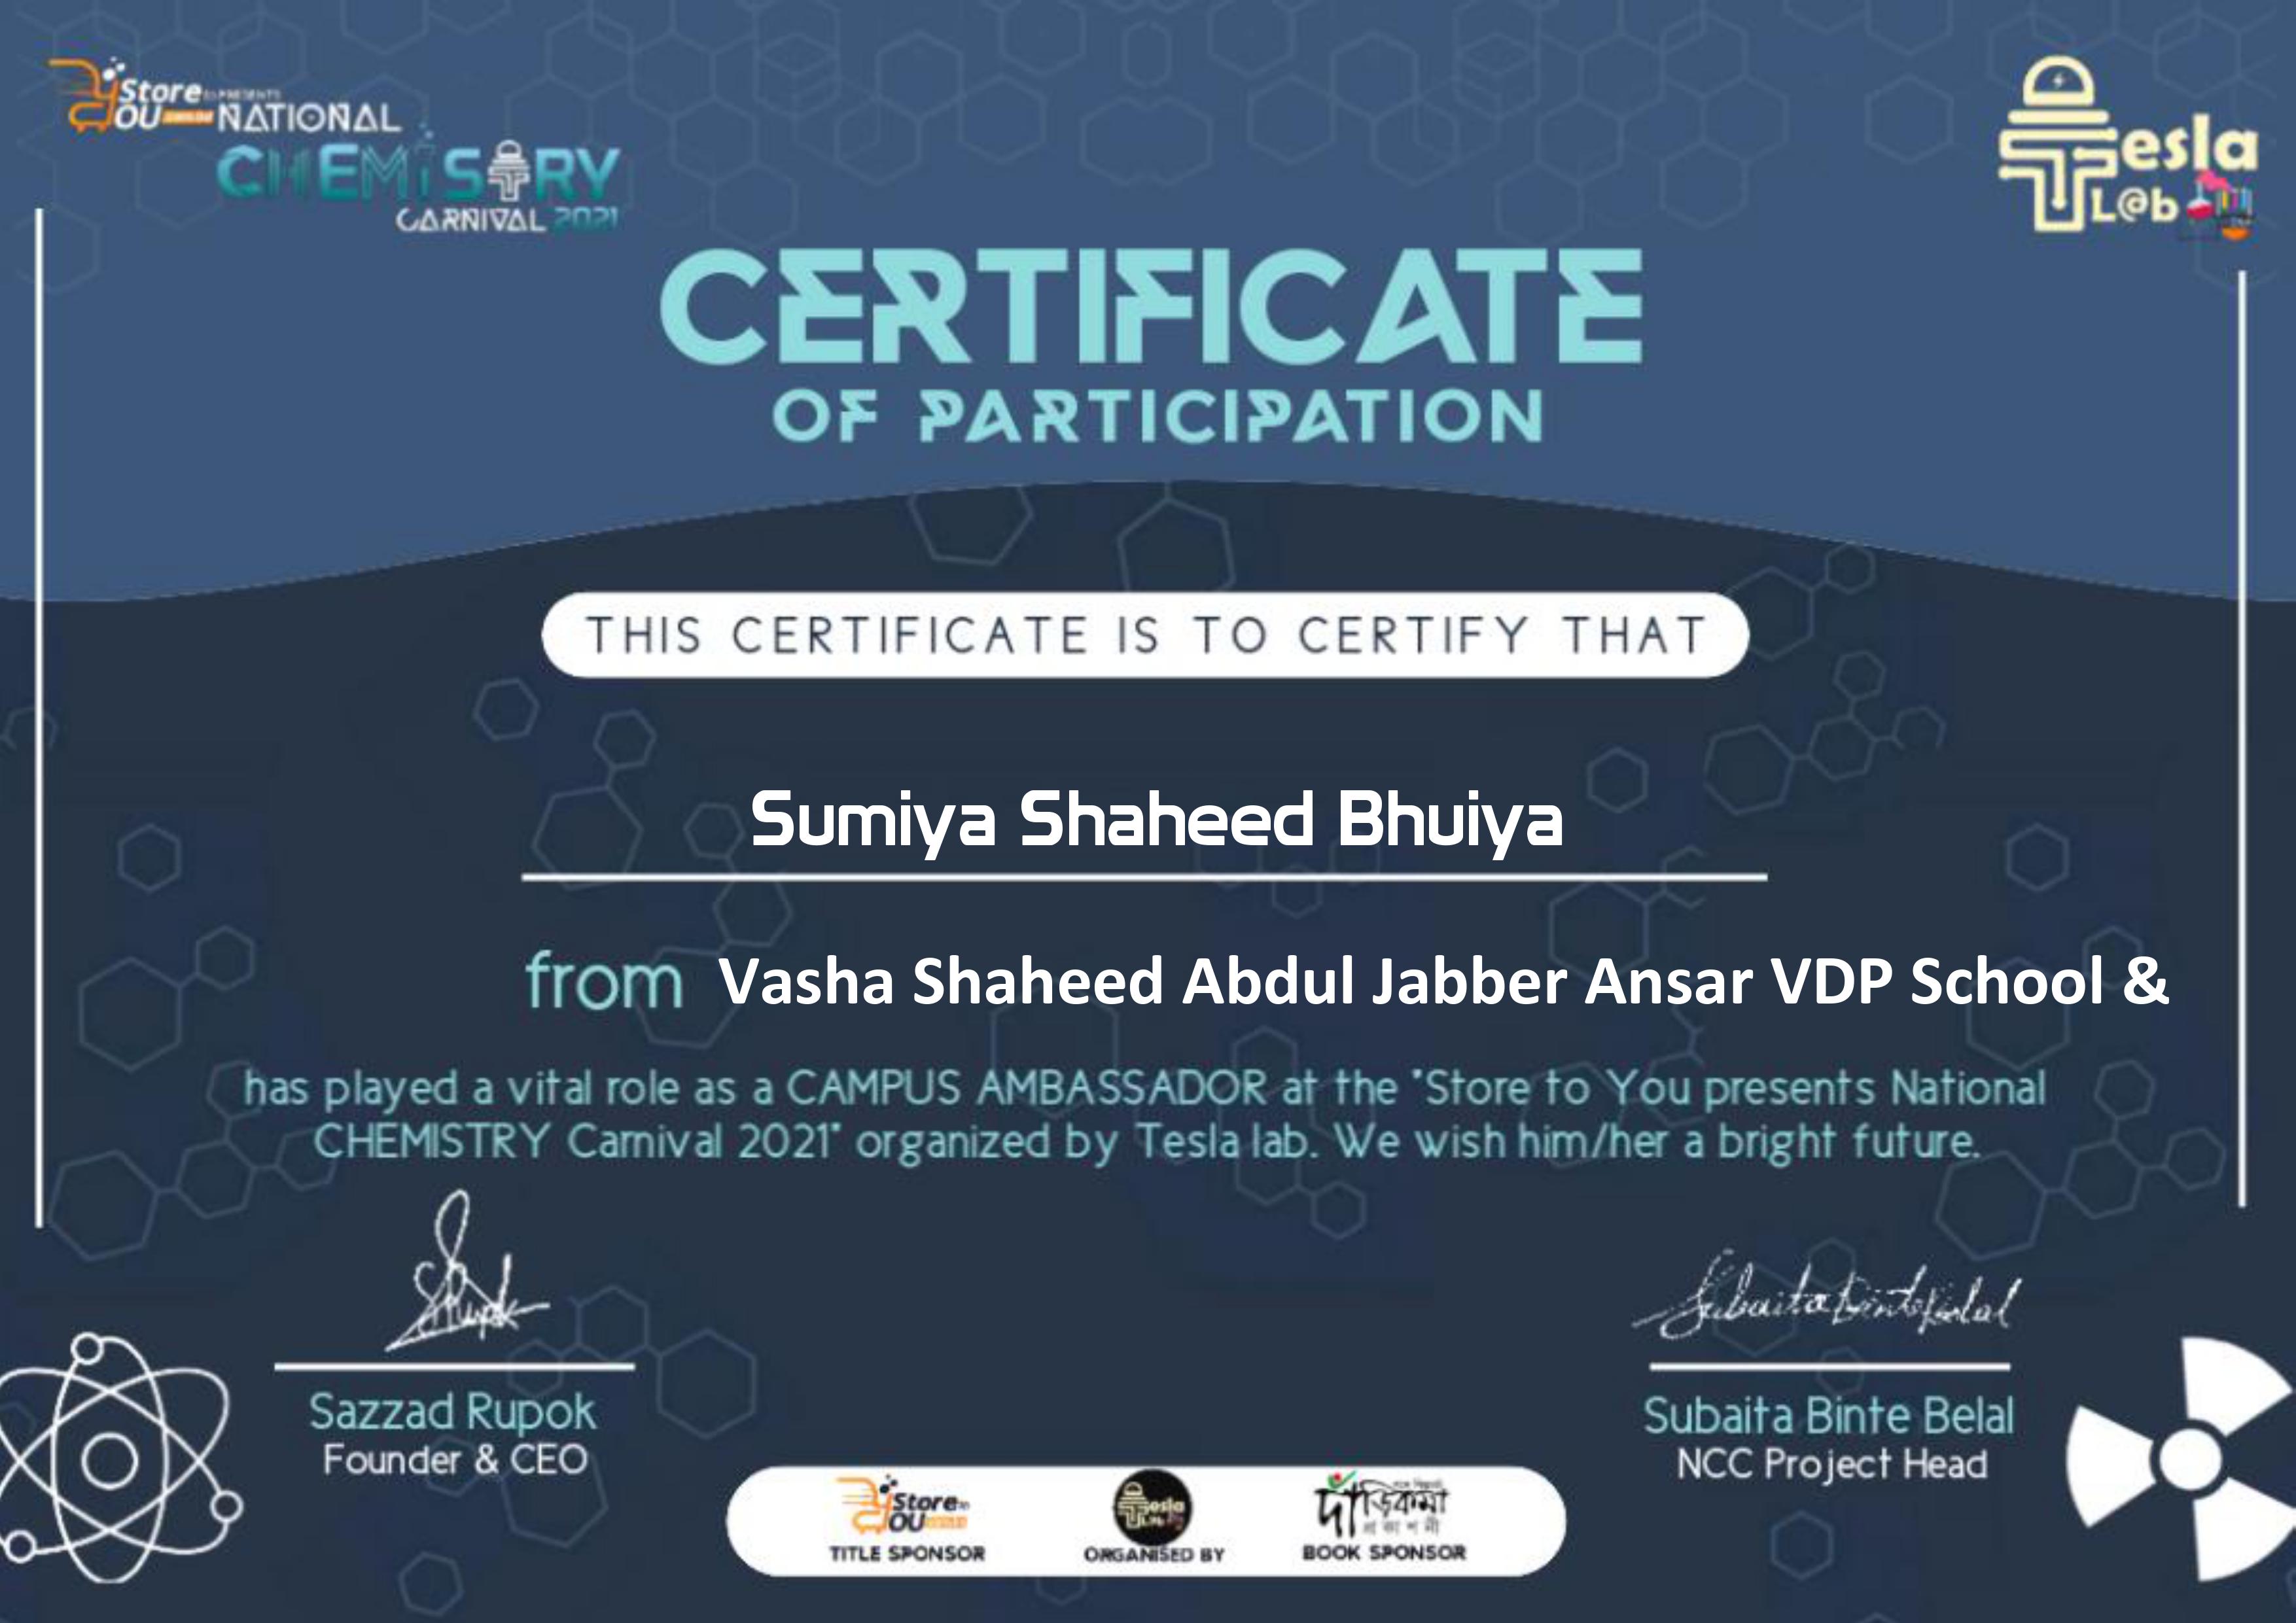 Store to PRESENTS
YOU NATIONAL
CHEMISTRY
CARNIVAL 2021
Tesla
L@b
CERTIFICATE
OF PARTICIPATION
THIS CERTIFICATE IS TO CERTIFY THAT
Sumiya Shaheed Bhuiya
from Vasha Shaheed Abdul Jabber Ansar VDP School &
has played a vital role as a CAMPUS AMBASSADOR at the "Store to You presents National
CHEMISTRY Carnival 2021" organized by Tesla lab. We wish him/her a bright future.
Subaita Binte Belal
Sazzad Rupok
Founder & CEO
Subaita Binte Belal
NCC Project Head
Store to
YOU
TITLE SPONSOR
Tesla
L@b
ORGANISED BY
দাঁড়িকমা
প্রকাশনী
BOOK SPONSOR